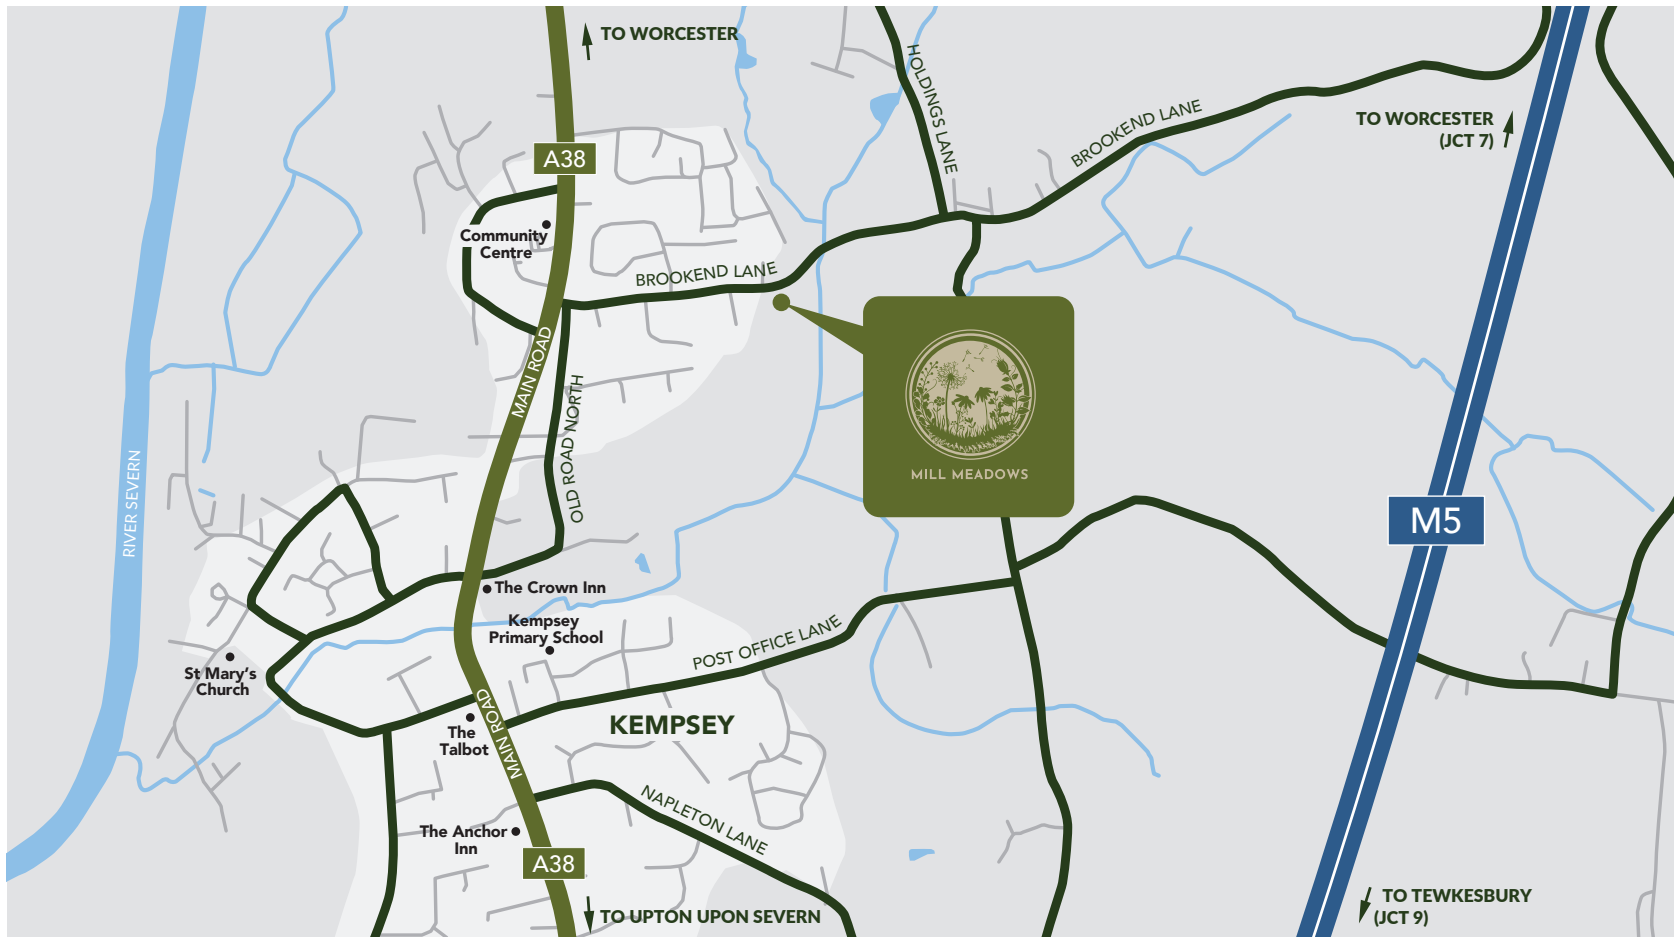 TO WORCESTER
HOLDINGS LANE
BROOKEND LANE
TO WORCESTER
(JCT 7)
A38
Community
Centre
BROOKEND LANE
MAIN ROAD
OLD ROAD NORTH
MILL MEADOWS
RIVER SEVERN
M5
The Crown Inn
Kempsey
Primary School
POST OFFICE LANE
St Mary's
Church
MAIN ROAD
KEMPSEY
The
Talbot
NAPLETON LANE
The Anchor
Inn
A38
TO UPTON UPON SEVERN
TO TEWKESBURY
(JCT 9)